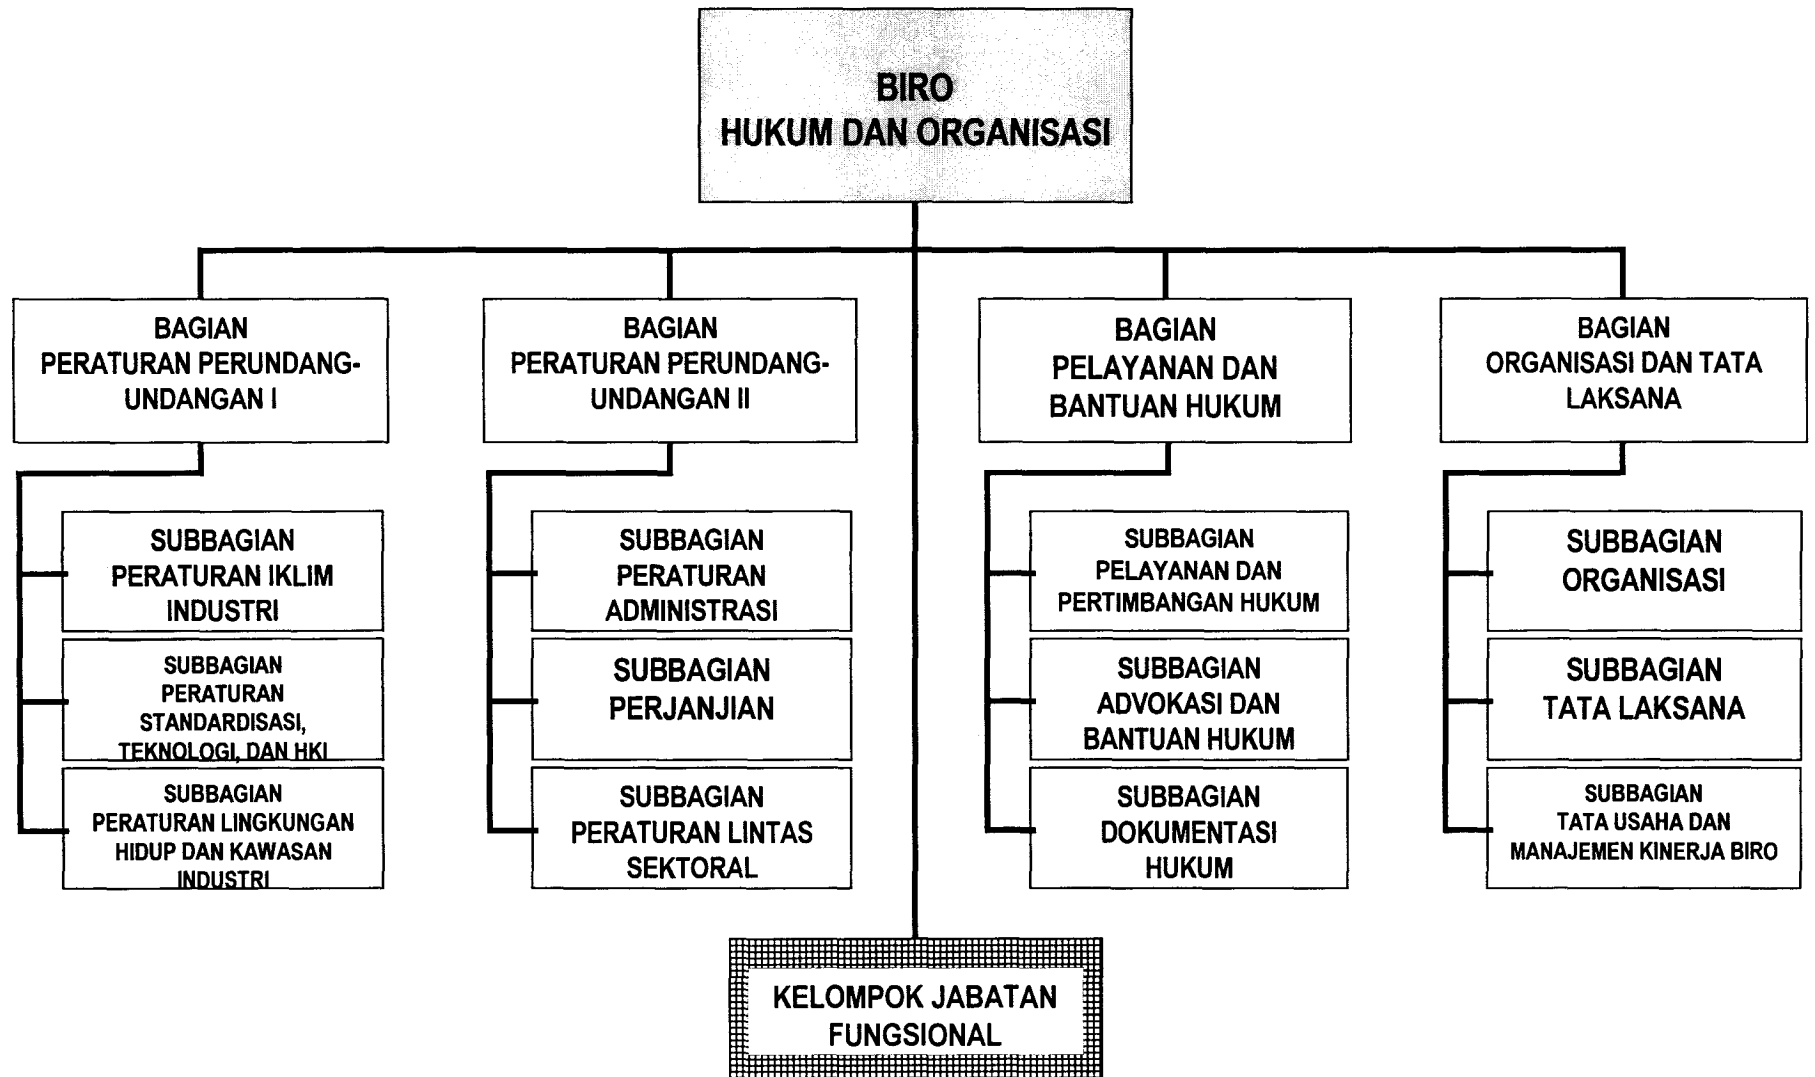 BIRO
HUKUM DAN ORGANISASI
BAGIAN
PERATURAN PERUNDANG-
UNDANGAN I
BAGIAN
PERATURAN PERUNDANG-
UNDANGAN II
BAGIAN
PELAYANAN DAN
BANTUAN HUKUM
BAGIAN
ORGANISASI DAN TATA
LAKSANA
SUBBAGIAN
PERATURAN IKLIM
INDUSTRI
SUBBAGIAN
PERATURAN
STANDARDISASI,
TEKNOLOGI, DAN HKI
SUBBAGIAN
PERATURAN LINGKUNGAN
HIDUP DAN KAWASAN
INDUSTRI
SUBBAGIAN
PERATURAN
ADMINISTRASI
SUBBAGIAN
PERJANJIAN
SUBBAGIAN
PERATURAN LINTAS
SEKTORAL
SUBBAGIAN
PELAYANAN DAN
PERTIMBANGAN HUKUM
SUBBAGIAN
ADVOKASI DAN
BANTUAN HUKUM
SUBBAGIAN
DOKUMENTASI
HUKUM
SUBBAGIAN
ORGANISASI
SUBBAGIAN
TATA LAKSANA
SUBBAGIAN
TATA USAHA DAN
MANAJEMEN KINERJA BIRO
KELOMPOK JABATAN
FUNGSIONAL